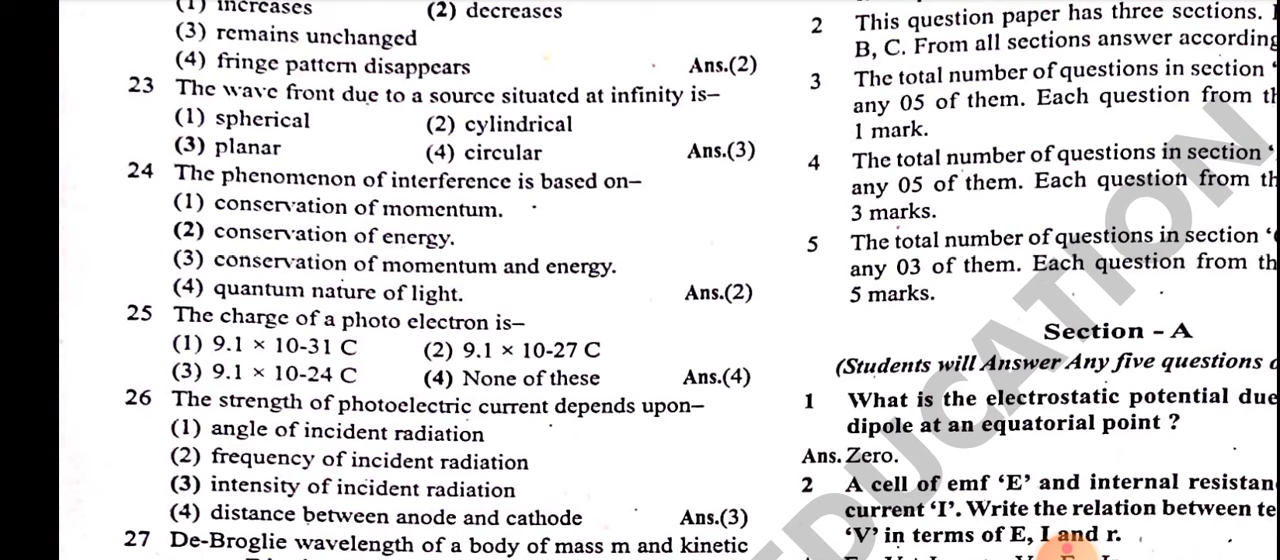 (1) increases (2) decreases
(3) remains unchanged
(4) fringe pattern disappears Ans.(2)
23 The wave front due to a source situated at infinity is–
(1) spherical (2) cylindrical
(3) planar (4) circular Ans.(3)
24 The phenomenon of interference is based on–
(1) conservation of momentum.
(2) conservation of energy.
(3) conservation of momentum and energy.
(4) quantum nature of light. Ans.(2)
25 The charge of a photo electron is–
(1) 9.1 × 10-31 C (2) 9.1 × 10-27 C
(3) 9.1 × 10-24 C (4) None of these Ans.(4)
26 The strength of photoelectric current depends upon–
(1) angle of incident radiation
(2) frequency of incident radiation
(3) intensity of incident radiation
(4) distance between anode and cathode Ans.(3)
27 De-Broglie wavelength of a body of mass m and kinetic
2 This question paper has three sections.
B, C. From all sections answer according
3 The total number of questions in section ‘
any 05 of them. Each question from th
1 mark.
4 The total number of questions in section ‘
any 05 of them. Each question from th
3 marks.
5 The total number of questions in section ‘
any 03 of them. Each question from th
5 marks.
Section - A
(Students will Answer Any five questions
1 What is the electrostatic potential due
dipole at an equatorial point ?
Ans. Zero.
2 A cell of emf ‘E’ and internal resistan
current ‘I’. Write the relation between te
‘V’ in terms of E, I and r.
EDUCATION